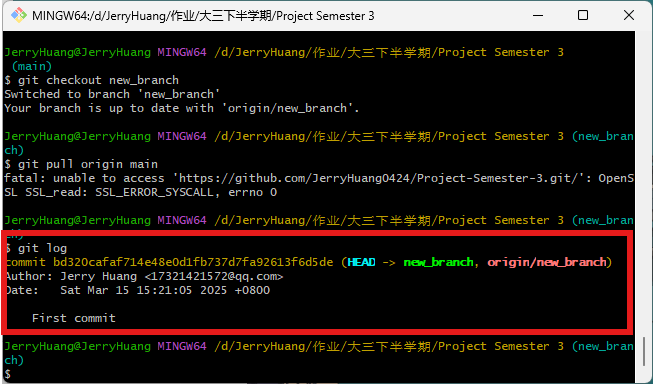 MINGW64:/d/JerryHuang/作业/大三下半学期/Project Semester 3
JerryHuang@JerryHuang MINGW64 /d/JerryHuang/作业/大三下半学期/Project Semester 3
(main)
$ git checkout new_branch
Switched to branch 'new_branch'
Your branch is up to date with 'origin/new_branch'.
JerryHuang@JerryHuang MINGW64 /d/JerryHuang/作业/大三下半学期/Project Semester 3 (new_bran
ch)
$ git pull origin main
fatal: unable to access 'https://github.com/JerryHuang0424/Project-Semester-3.git/': OpenS
SL SSL_read: SSL_ERROR_SYSCALL, errno 0
JerryHuang@JerryHuang MINGW64 /d/JerryHuang/作业/大三下半学期/Project Semester 3 (new_bran
ch)
$ git log
commit bd320cafaf714e48e0d1fb737d7fa92613f6d5de (HEAD -> new_branch, origin/new_branch)
Author: Jerry Huang <17321421572@qq.com>
Date:   Sat Mar 15 15:21:05 2025 +0800
First commit
JerryHuang@JerryHuang MINGW64 /d/JerryHuang/作业/大三下半学期/Project Semester 3 (new_bran
ch)
$